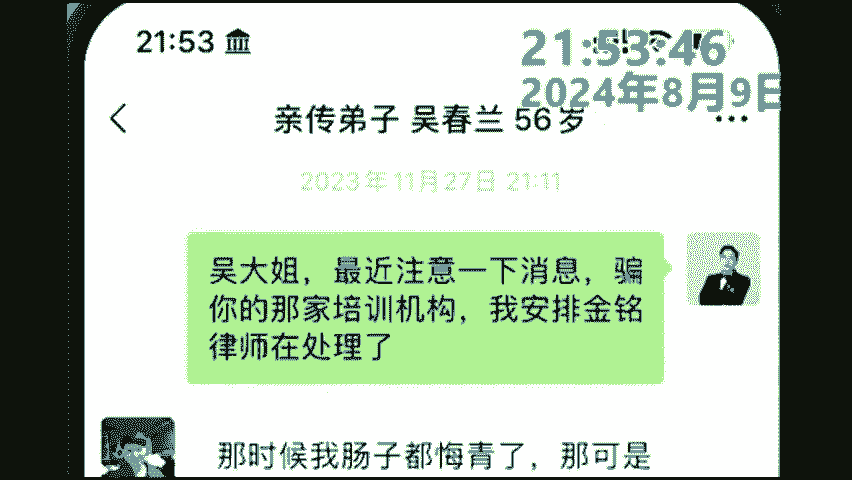 21:53
21:53:46
2024年8月9日
亲传弟子 吴春兰 56岁
2023年11月27日 21:11
吴大姐，最近注意一下消息，骗
你的那家培训机构，我安排金铭
律师在处理了
那时候我肠子都悔青了，那可是